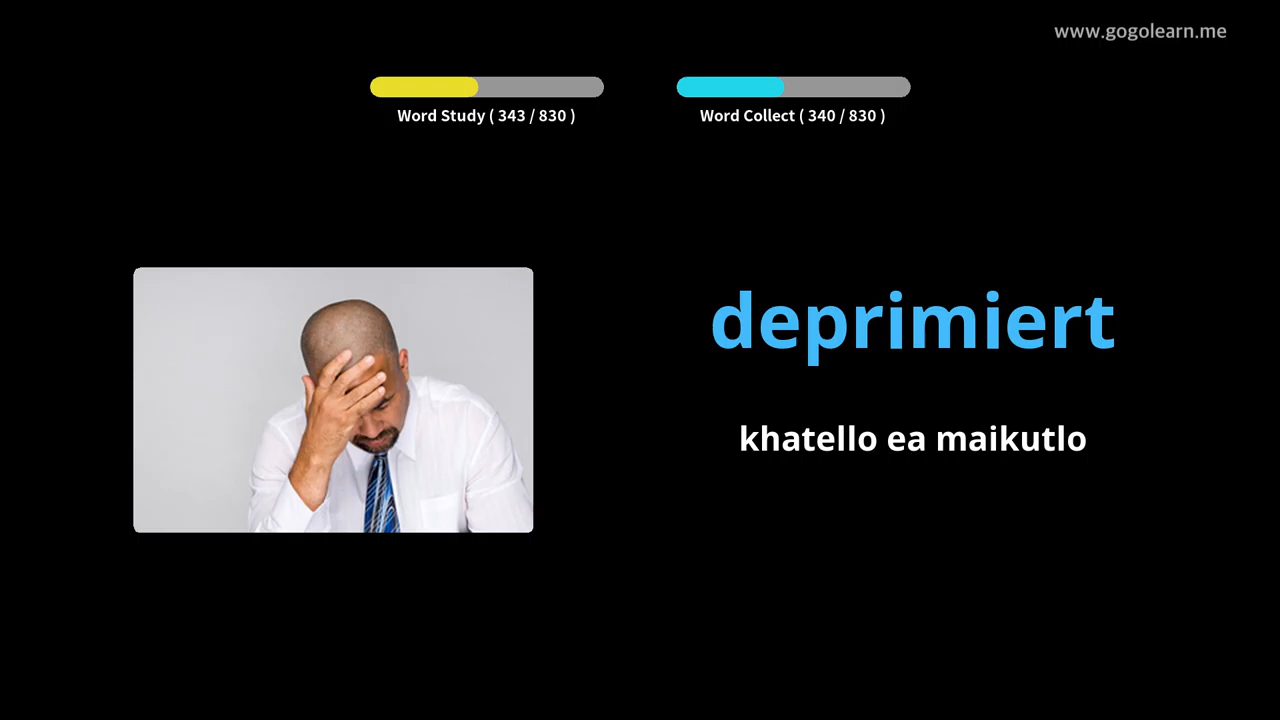 www.gogolearn.me
Word Study ( 343 / 830 )
Word Collect ( 340 / 830 )
deprimiert
khatello ea maikutlo